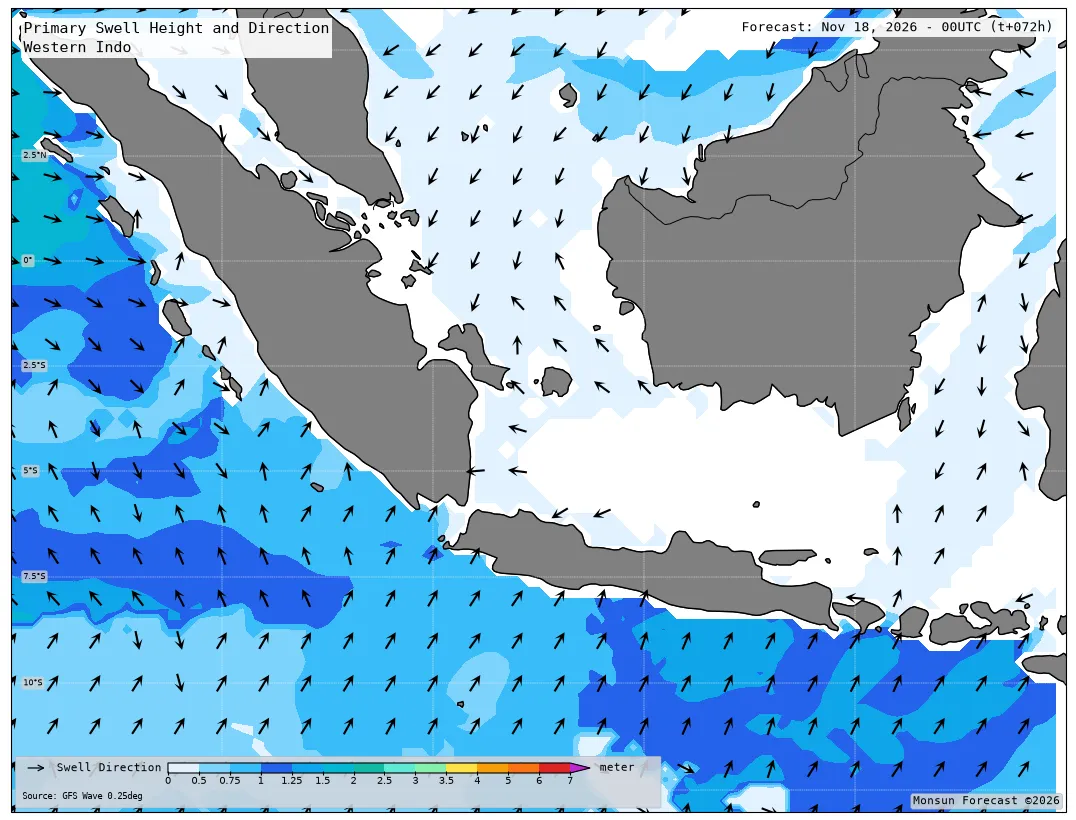 Primary Swell Height and Direction
Western Indo
Forecast: Nov 18, 2026 - 00UTC (t+072h)
2.5°N
0°
2.5°S
5°S
7.5°S
10°S
Swell Direction
0 0.5 0.75 1 1.25 1.5 2 2.5 3 3.5 4 5 6 7
meter
Source: GFS Wave 0.25deg
Monsun Forecast ©2026